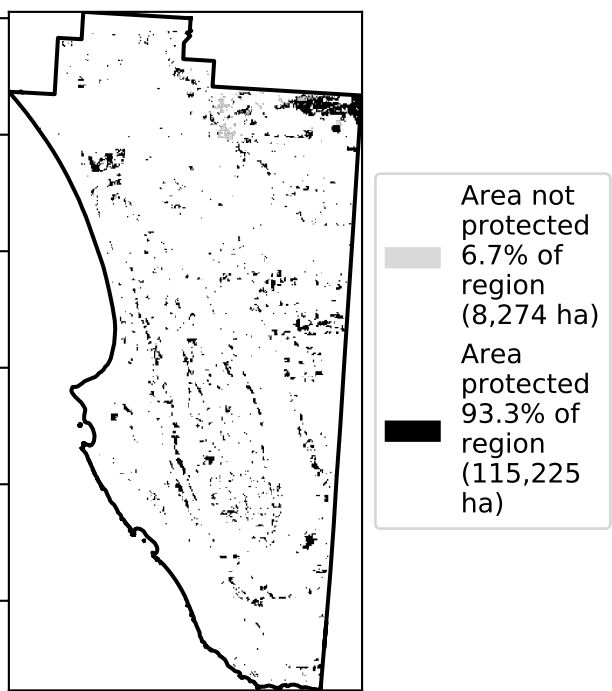 Area not
protected
6.7% of
region
(8,274 ha)
Area
protected
93.3% of
region
(115,225
ha)